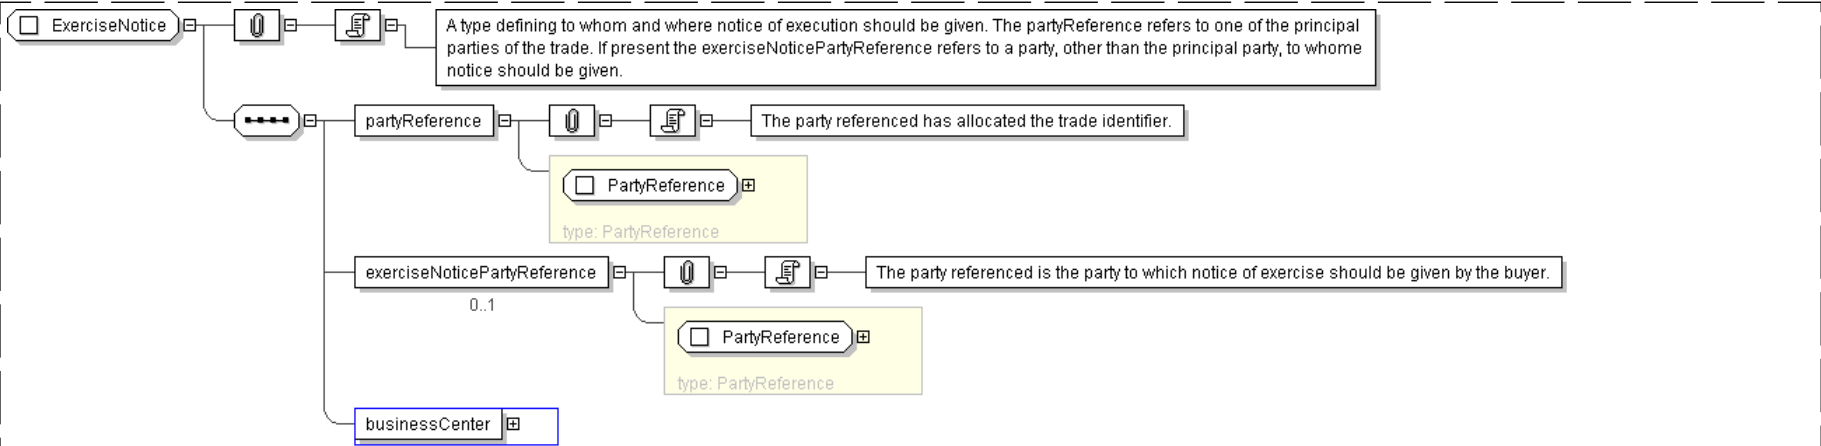 ExerciseNotice
A type defining to whom and where notice of execution should be given. The partyReference refers to one of the principal
parties of the trade. If present the exerciseNoticePartyReference refers to a party, other than the principal party, to whome
notice should be given.
partyReference
The party referenced has allocated the trade identifier.
PartyReference
type: PartyReference
exerciseNoticePartyReference
The party referenced is the party to which notice of exercise should be given by the buyer.
0..1
PartyReference
type: PartyReference
businessCenter